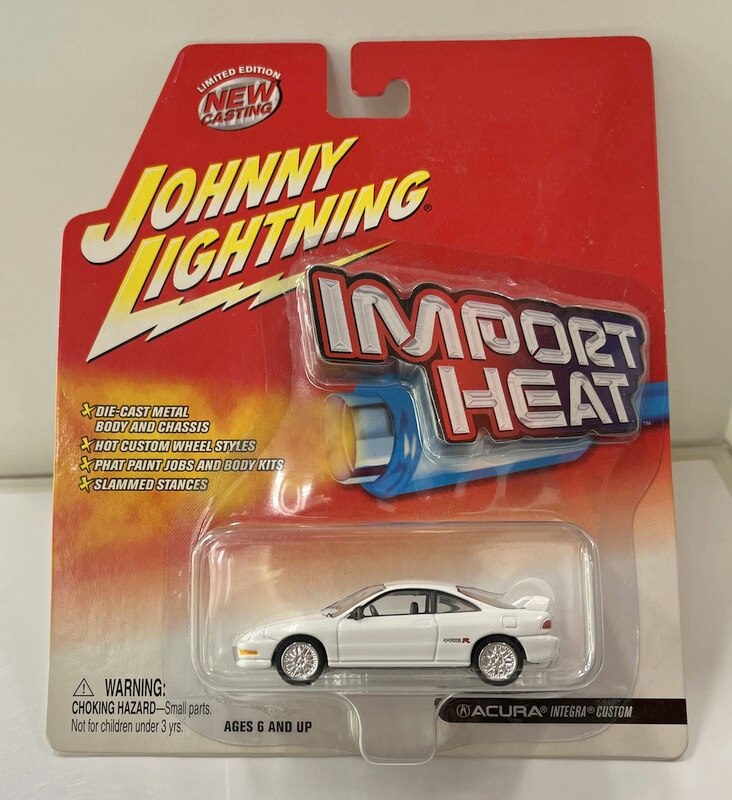 LIMITED EDITION
NEW
CASTING
JOHNNY
LIGHTNING®
IMPORT
HEAT™
DIE-CAST METAL
BODY AND CHASSIS
HOT CUSTOM WHEEL STYLES
PHAT PAINT JOBS AND BODY KITS
SLAMMED STANCES
R
WARNING:
CHOKING HAZARD—Small parts.
Not for children under 3 yrs.
AGES 6 AND UP
ACURA® INTEGRA® CUSTOM